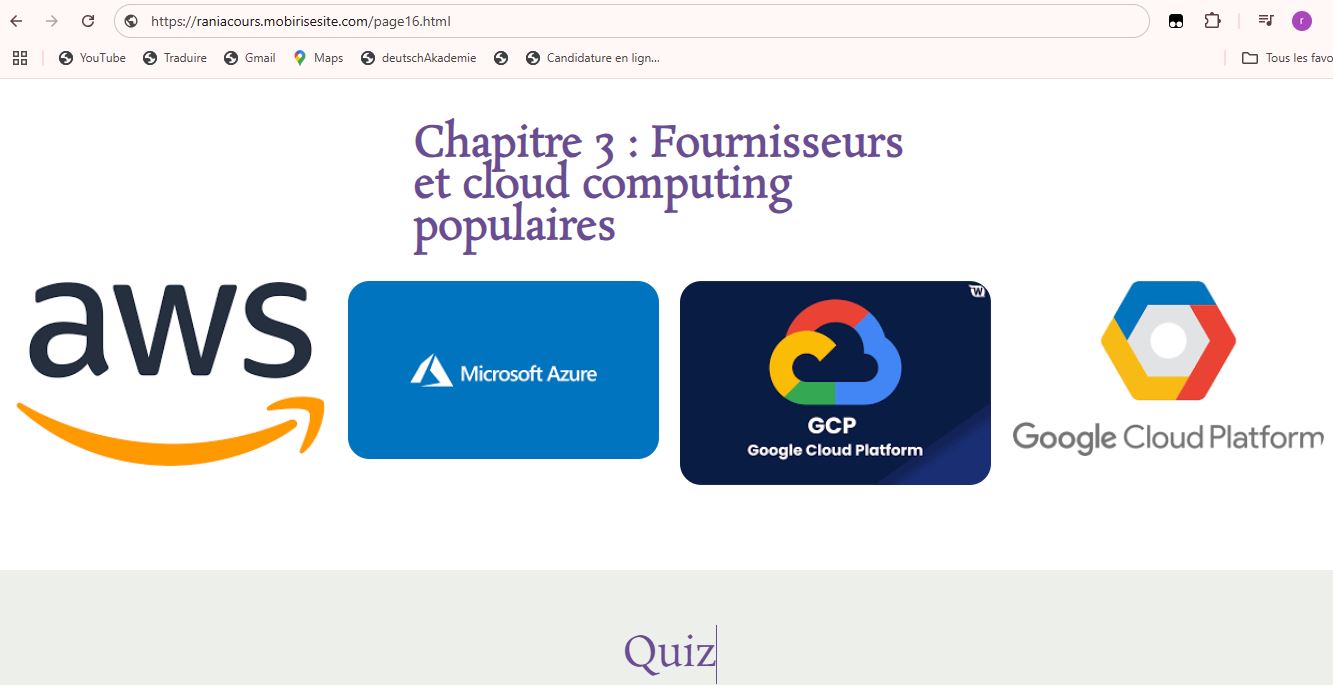 https://raniacours.mobirisesite.com/page16.html
r
YouTube
Traduire
Gmail
Maps
deutschAkademie
Candidature en lign...
Tous les favo
Chapitre 3 : Fournisseurs
et cloud computing
populaires
aws
Microsoft Azure
W
GCP
Google Cloud Platform
Google Cloud Platform
Quiz